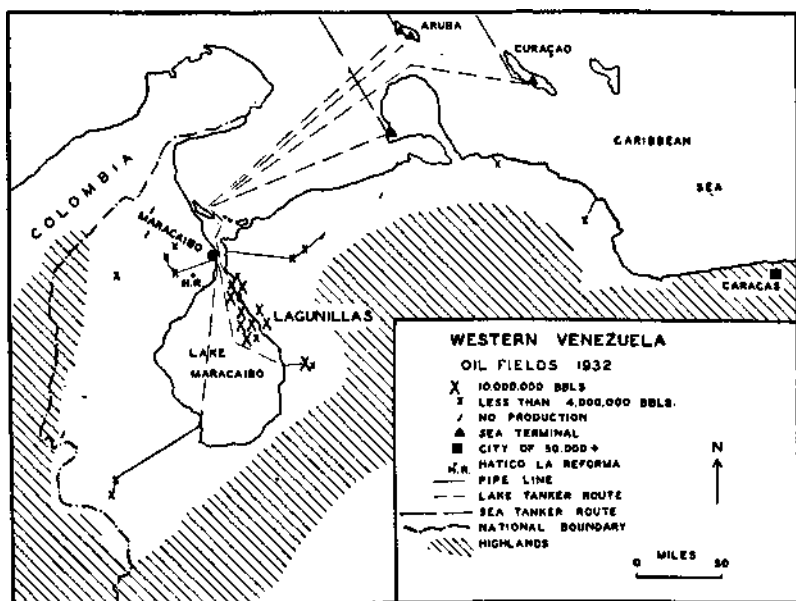 ARUBA
CURAÇAO
CARIBBEAN
SEA
COLOMBIA
MARACAIBO
H.R.
CARACAS
LAGUNILLAS
LAKE
MARACAIBO
WESTERN VENEZUELA
OIL FIELDS 1932
10,000,000 BBLS
LESS THAN 4,000,000 BBLS.
NO PRODUCTION
SEA TERMINAL
CITY OF 50,000+
H.R. HATICO LA REFORMA
PIPE LINE
LAKE TANKER ROUTE
SEA TANKER ROUTE
NATIONAL BOUNDARY
HIGHLANDS
N
MILES
0 50